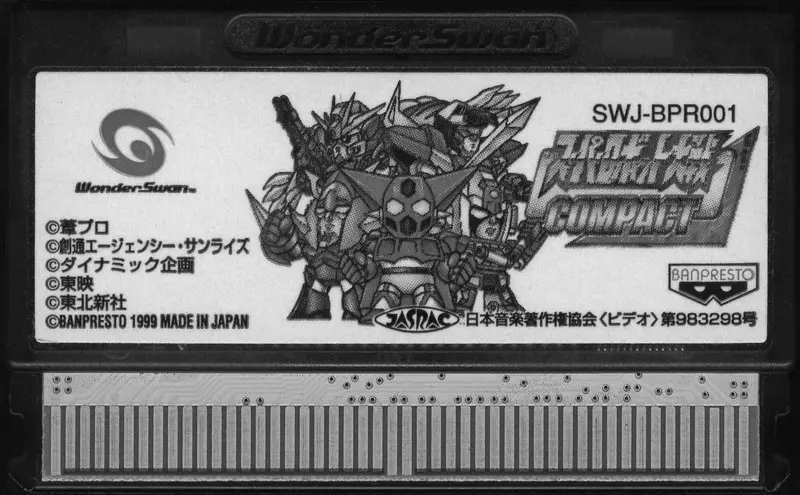 WonderSwan
SWJ-BPR001
WonderSwan™
COMPACT
©葦プロ
©創通エージェンシー・サンライズ
©ダイナミック企画
©東映
©東北新社
©BANPRESTO 1999 MADE IN JAPAN
BANPRESTO
JASRAC
日本音楽著作権協会〈ビデオ〉第983298号